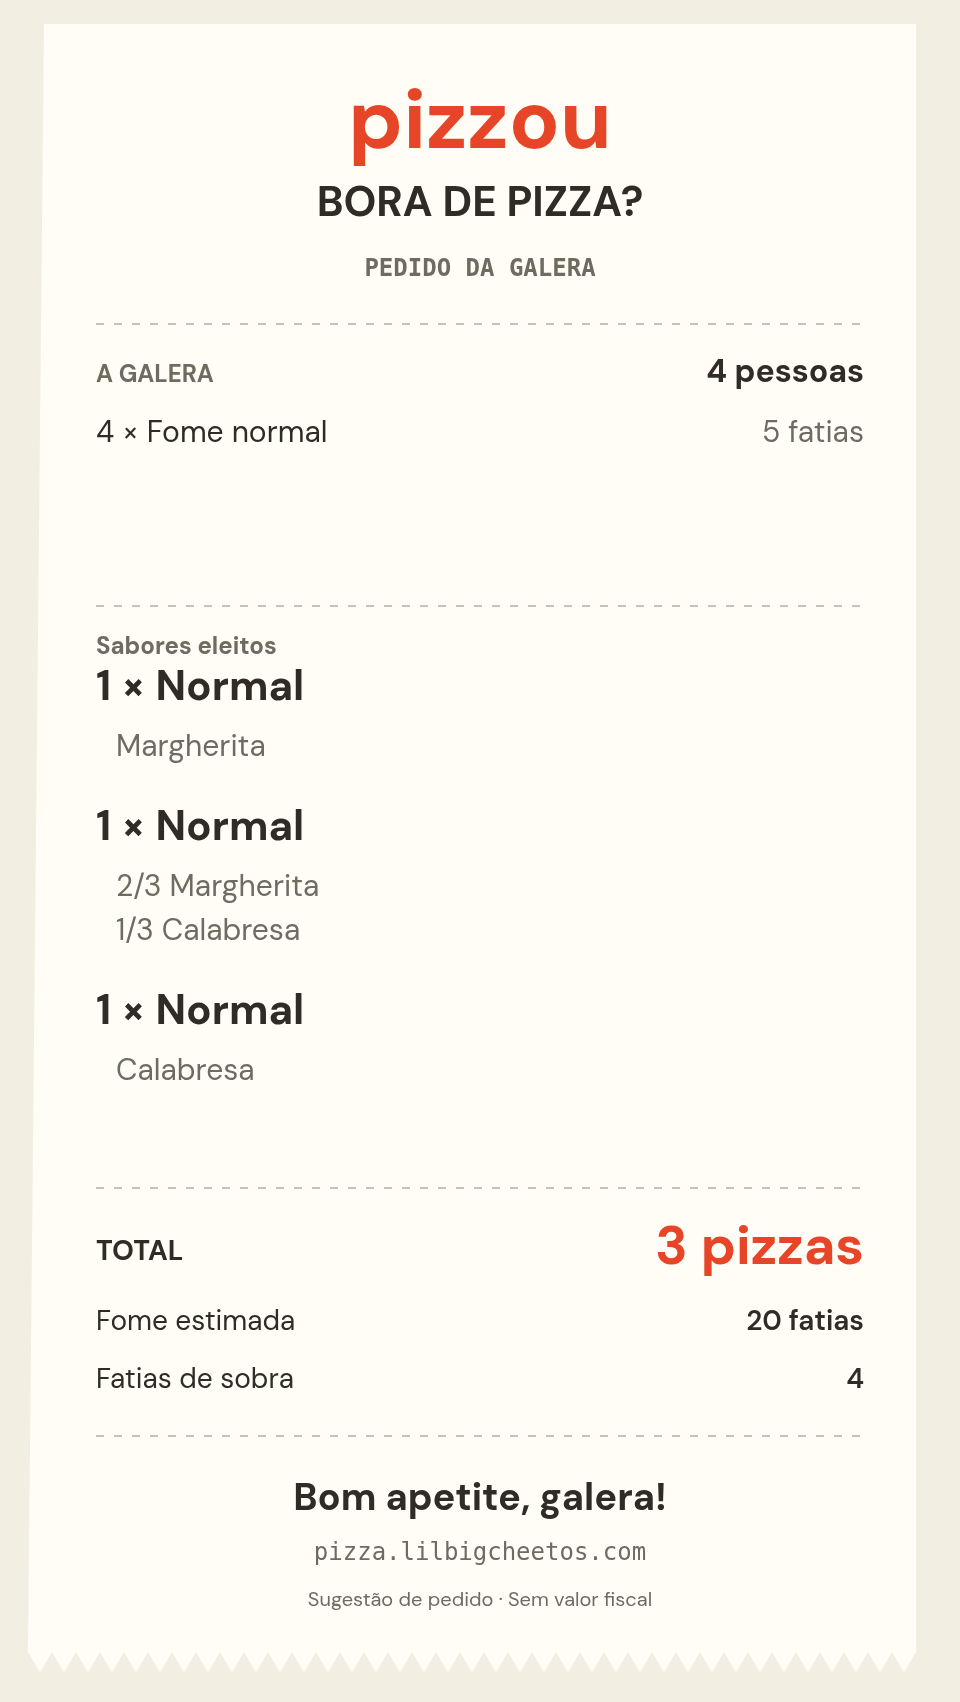 pizzou
BORA DE PIZZA?
PEDIDO DA GALERA
A GALERA 4 pessoas
4 × Fome normal 5 fatias
Sabores eleitos
1 × Normal
Margherita
1 × Normal
2/3 Margherita
1/3 Calabresa
1 × Normal
Calabresa
TOTAL 3 pizzas
Fome estimada 20 fatias
Fatias de sobra 4
Bom apetite, galera!
pizza.lilbigcheetos.com
Sugestão de pedido · Sem valor fiscal